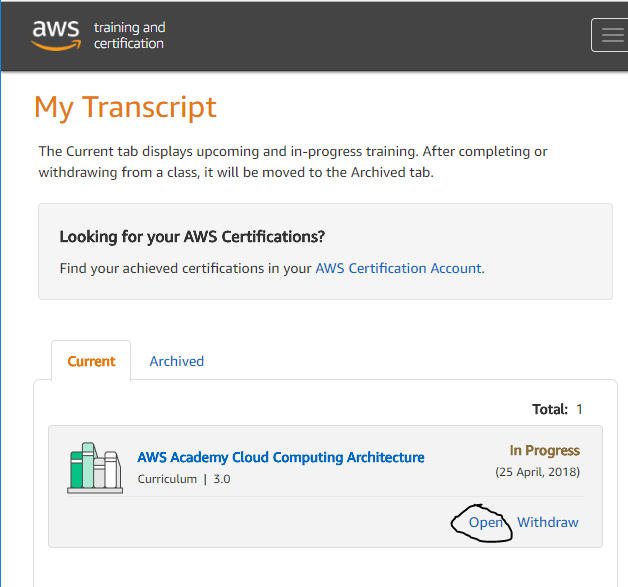 aws training and
certification
My Transcript
The Current tab displays upcoming and in-progress training. After completing or
withdrawing from a class, it will be moved to the Archived tab.
Looking for your AWS Certifications?
Find your achieved certifications in your AWS Certification Account.
Current Archived
Total: 1
AWS Academy Cloud Computing Architecture In Progress
Curriculum | 3.0 (25 April, 2018)
Open Withdraw